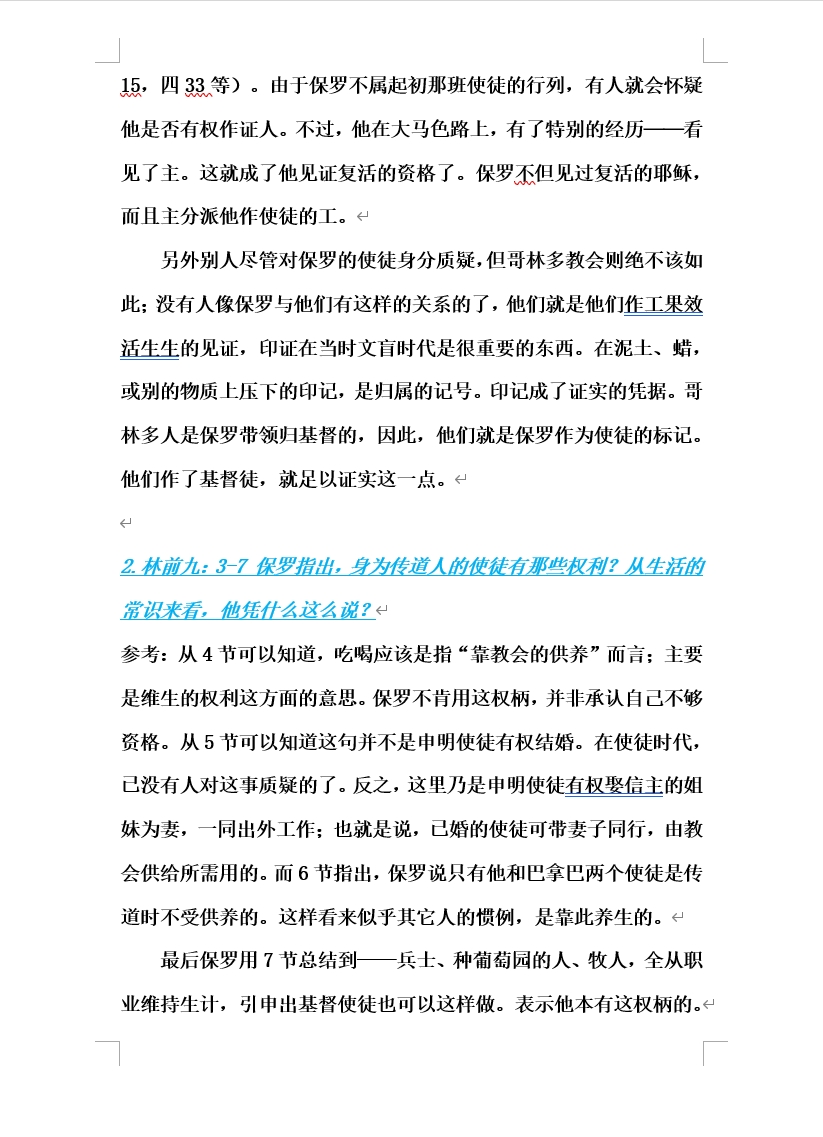 15，四 33 等）。由于保罗不属起初那班使徒的行列，有人就会怀疑
他是否有权作证人。不过，他在大马色路上，有了特别的经历——看
见了主。这就成了他见证复活的资格了。保罗不但见过复活的耶稣，
而且主分派他作使徒的工。
另外别人尽管对保罗的使徒身分质疑，但哥林多教会则绝不该如
此；没有人像保罗与他们有这样的关系的了，他们就是他们作工果效
活生生的见证，印证在当时文盲时代是很重要的东西。在泥土、蜡，
或别的物质上压下的印记，是归属的记号。印记成了证实的凭据。哥
林多人是保罗带领归基督的，因此，他们就是保罗作为使徒的标记。
他们作了基督徒，就足以证实这一点。
2. 林前九：3-7 保罗指出，身为传道人的使徒有那些权利？从生活的
常识来看，他凭什么这么说？
参考：从 4 节可以知道，吃喝应该是指“靠教会的供养”而言；主要
是维生的权利这方面的意思。保罗不肯用这权柄，并非承认自己不够
资格。从 5 节可以知道这句并不是申明使徒有权结婚。在使徒时代，
已没有人对这事质疑的了。反之，这里乃是申明使徒有权娶信主的姐
妹为妻，一同出外工作；也就是说，已婚的使徒可带妻子同行，由教
会供给所需用的。而 6 节指出，保罗说只有他和巴拿巴两个使徒是传
道时不受供养的。这样看来似乎其它人的惯例，是靠此养生的。
最后保罗用 7 节总结到——兵士、种葡萄园的人、牧人，全从职
业维持生计，引申出基督使徒也可以这样做。表示他本有这权柄的。